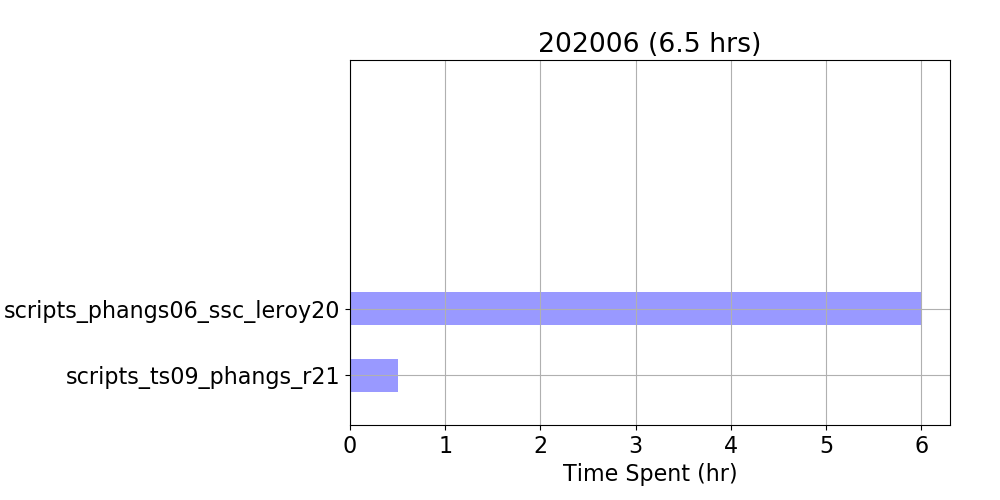 202006 (6.5 hrs)
scripts_phangs06_ssc_leroy20
scripts_ts09_phangs_r21
0 1 2 3 4 5 6
Time Spent (hr)